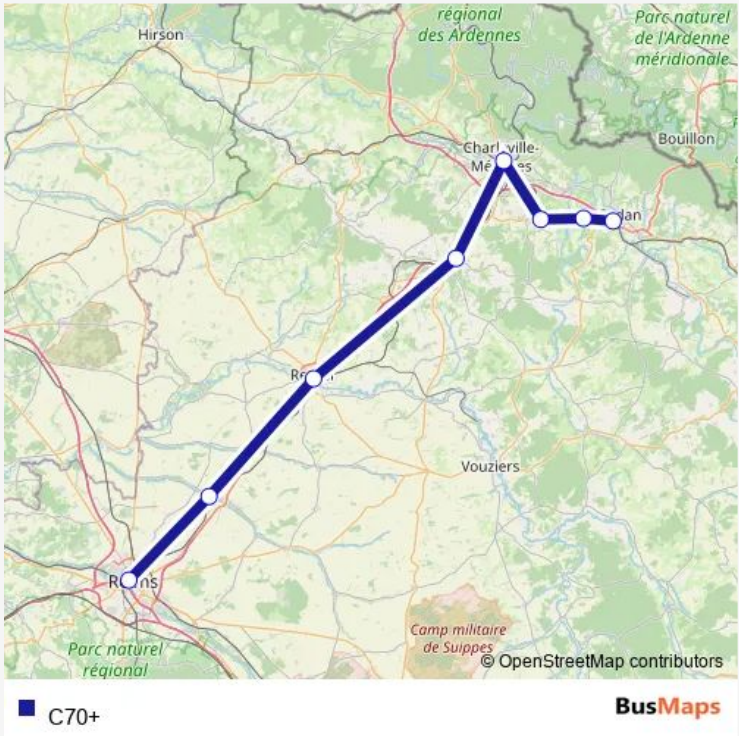 régional
des Ardennes
Parc naturel
de l'Ardenne
méridionale
Hirson
Bouillon
Vouziers
Camp militaire
de Suippes
Parc naturel
régional
© OpenStreetMap contributors
C70+
BusMaps